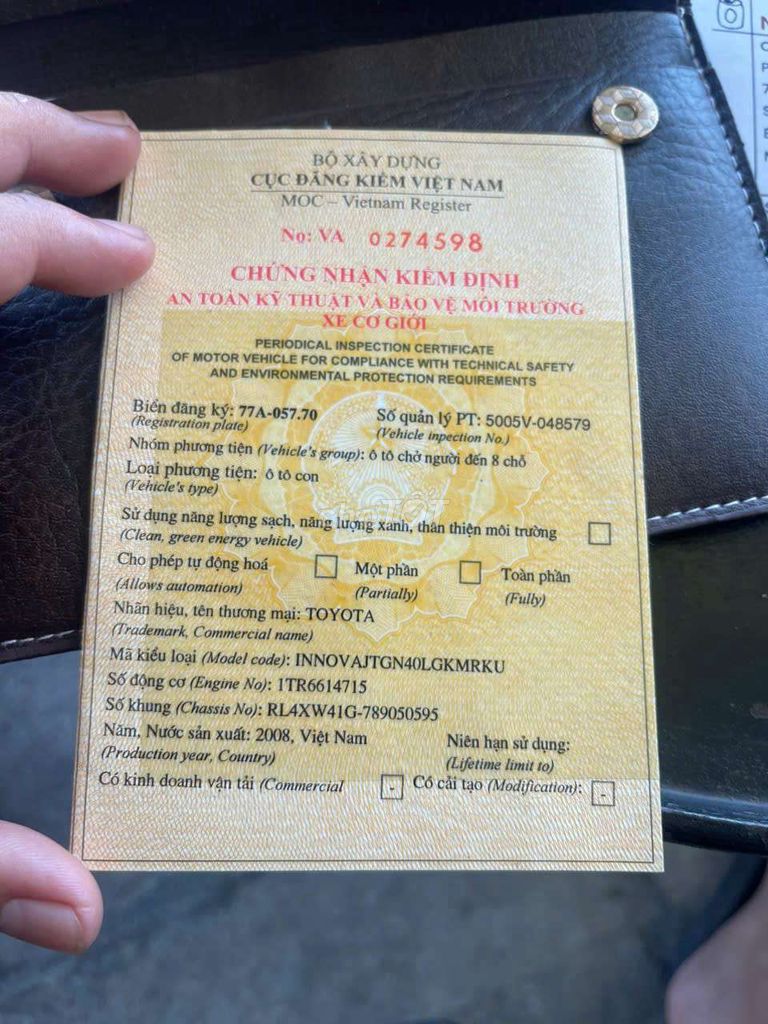 BỘ XÂY DỰNG
CỤC ĐĂNG KIỂM VIỆT NAM
MOC – Vietnam Register
No: VA 0274598
CHỨNG NHẬN KIỂM ĐỊNH
AN TOÀN KỸ THUẬT VÀ BẢO VỆ MÔI TRƯỜNG
XE CƠ GIỚI
PERIODICAL INSPECTION CERTIFICATE
OF MOTOR VEHICLE FOR COMPLIANCE WITH TECHNICAL SAFETY
AND ENVIRONMENTAL PROTECTION REQUIREMENTS
Biển đăng ký: 77A-057.70 Số quản lý PT: 5005V-048579
(Registration plate) (Vehicle inpection No.)
Nhóm phương tiện (Vehicle's group): ô tô chở người đến 8 chỗ
Loại phương tiện: ô tô con
(Vehicle's type)
Sử dụng năng lượng sạch, năng lượng xanh, thân thiện môi trường
(Clean, green energy vehicle)
Cho phép tự động hoá Một phần Toàn phần
(Allows automation) (Partially) (Fully)
Nhãn hiệu, tên thương mại: TOYOTA
(Trademark, Commercial name)
Mã kiểu loại (Model code): INNOVAJTGN40LGKMRKU
Số động cơ (Engine No): 1TR6614715
Số khung (Chassis No): RL4XW41G-789050595
Năm, Nước sản xuất: 2008, Việt Nam Niên hạn sử dụng:
(Production year, Country) (Lifetime limit to)
Có kinh doanh vận tải (Commercial - Có cải tạo (Modification): -